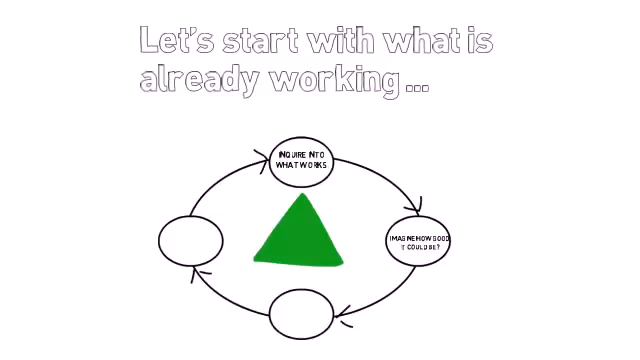 Let's start with what is
already working...
INQUIRE INTO
WHAT WORKS
IMAGINE HOW GOOD
IT COULD BE?